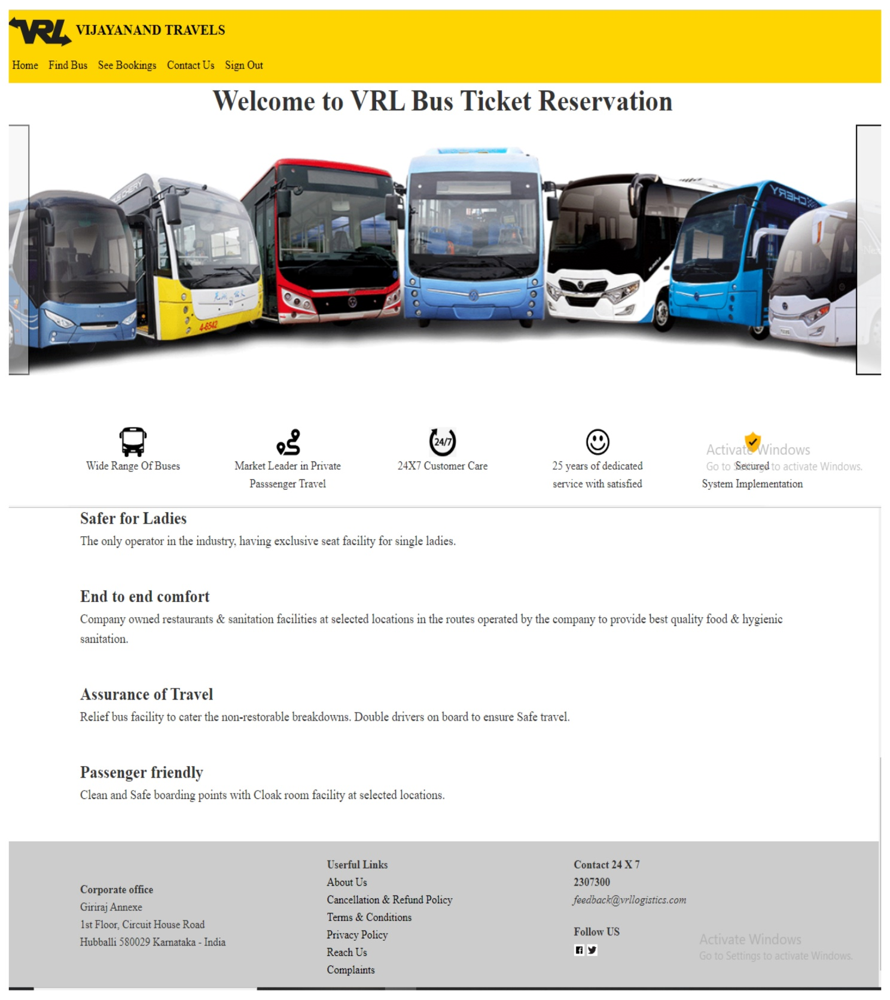 VRL VIJAYANAND TRAVELS
Home Find Bus See Bookings Contact Us Sign Out
Welcome to VRL Bus Ticket Reservation
CHERY
CHERY
4-6542
24/7
Wide Range Of Buses
Market Leader in Private
Passsenger Travel
24X7 Customer Care
25 years of dedicated
service with satisfied
Secured
System Implementation
Activate Windows
Go to Settings to activate Windows.
Safer for Ladies
The only operator in the industry, having exclusive seat facility for single ladies.
End to end comfort
Company owned restaurants & sanitation facilities at selected locations in the routes operated by the company to provide best quality food & hygienic
sanitation.
Assurance of Travel
Relief bus facility to cater the non-restorable breakdowns. Double drivers on board to ensure Safe travel.
Passenger friendly
Clean and Safe boarding points with Cloak room facility at selected locations.
Corporate office
Giriraj Annexe
1st Floor, Circuit House Road
Hubballi 580029 Karnataka - India
Userful Links
About Us
Cancellation & Refund Policy
Terms & Conditions
Privacy Policy
Reach Us
Complaints
Contact 24 X 7
2307300
feedback@vrllogistics.com
Follow US
Activate Windows
Go to Settings to activate Windows.